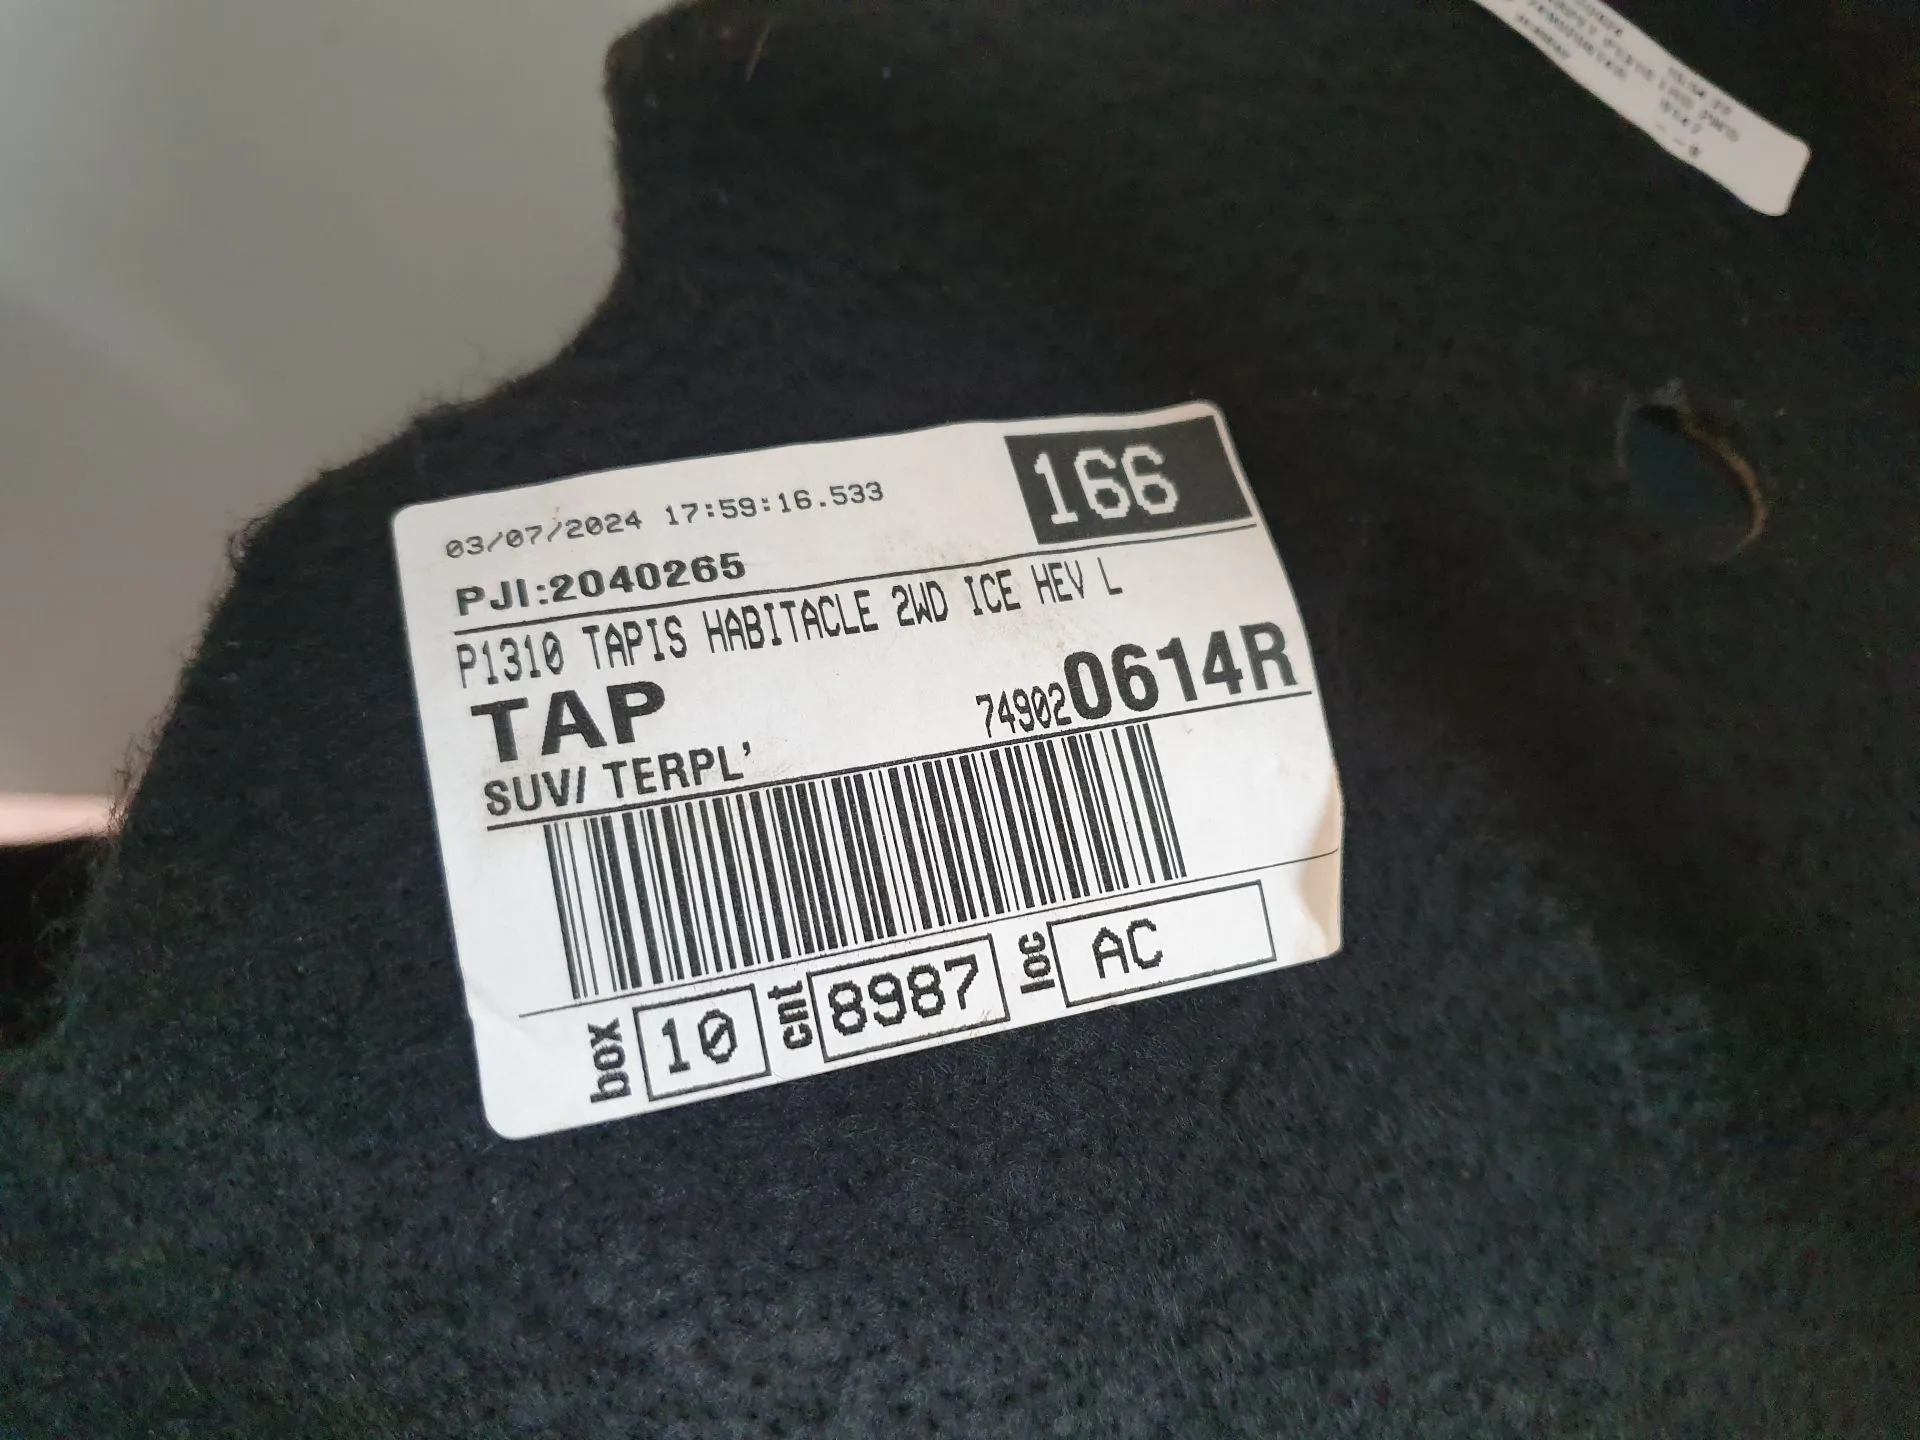 03/07/2024 17:59:16.533
166
PJI:2040265
P1310 TAPIS HABITACLE 2WD ICE HEV L
TAP
749020614R
SUV/ TERPL'
box 10 cnt 8987 loc AC